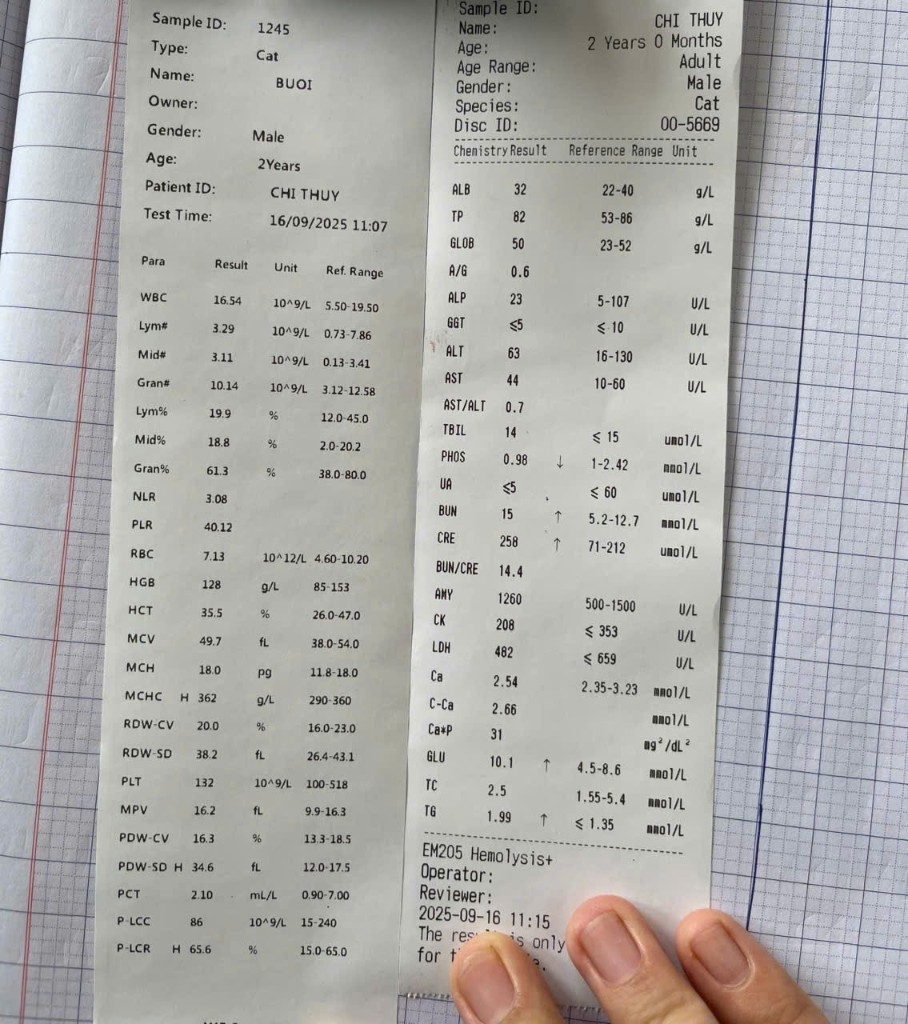 Sample ID: 1245
Type: Cat
Name: BUOI
Owner:
Gender: Male
Age: 2Years
Patient ID: CHI THUY
Test Time: 16/09/2025 11:07
Para Result Unit Ref. Range
WBC 16.54 10^9/L 5.50-19.50
Lym# 3.29 10^9/L 0.73-7.86
Mid# 3.11 10^9/L 0.13-3.41
Gran# 10.14 10^9/L 3.12-12.58
Lym% 19.9 % 12.0-45.0
Mid% 18.8 % 2.0-20.2
Gran% 61.3 % 38.0-80.0
NLR 3.08
PLR 40.12
RBC 7.13 10^12/L 4.60-10.20
HGB 128 g/L 85-153
HCT 35.5 % 26.0-47.0
MCV 49.7 fL 38.0-54.0
MCH 18.0 pg 11.8-18.0
MCHC H 362 g/L 290-360
RDW-CV 20.0 % 16.0-23.0
RDW-SD 38.2 fL 26.4-43.1
PLT 132 10^9/L 100-518
MPV 16.2 fL 9.9-16.3
PDW-CV 16.3 % 13.3-18.5
PDW-SD H 34.6 fL 12.0-17.5
PCT 2.10 mL/L 0.90-7.00
P-LCC 86 10^9/L 15-240
P-LCR H 65.6 % 15.0-65.0
Sample ID:
Name: CHI THUY
Age: 2 Years 0 Months
Age Range: Adult
Gender: Male
Species: Cat
Disc ID: 00-5669
Chemistry Result Reference Range Unit
ALB 32 22-40 g/L
TP 82 53-86 g/L
GLOB 50 23-52 g/L
A/G 0.6
ALP 23 5-107 U/L
GGT ≤5 ≤ 10 U/L
ALT 63 16-130 U/L
AST 44 10-60 U/L
AST/ALT 0.7
TBIL 14 ≤ 15 umol/L
PHOS 0.98 ↓ 1-2.42 mmol/L
UA ≤5 ≤ 60 umol/L
BUN 15 ↑ 5.2-12.7 mmol/L
CRE 258 ↑ 71-212 umol/L
BUN/CRE 14.4
AMY 1260 500-1500 U/L
CK 208 ≤ 353 U/L
LDH 482 ≤ 659 U/L
Ca 2.54 2.35-3.23 mmol/L
C-Ca 2.66 mmol/L
Ca*P 31 mg²/dL²
GLU 10.1 ↑ 4.5-8.6 mmol/L
TC 2.5 1.55-5.4 mmol/L
TG 1.99 ↑ ≤ 1.35 mmol/L
EM205 Hemolysis+
Operator:
Reviewer:
2025-09-16 11:15
The is only
for